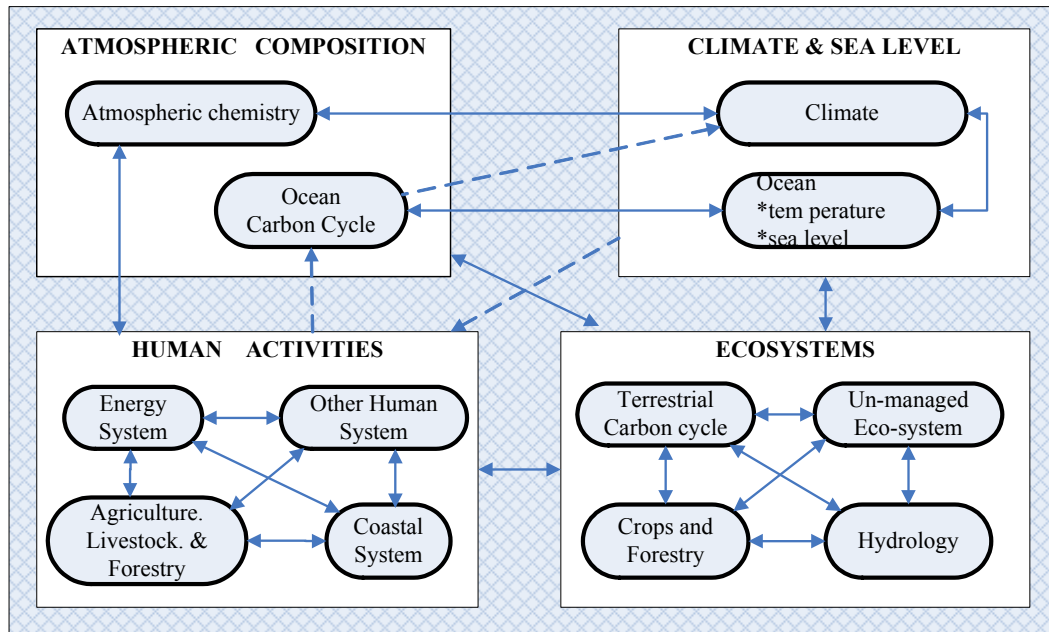 ATMOSPHERIC COMPOSITION
Atmospheric chemistry
Ocean
Carbon Cycle
CLIMATE & SEA LEVEL
Climate
Ocean
*tem perature
*sea level
HUMAN ACTIVITIES
Energy
System
Other Human
System
Agriculture.
Livestock. &
Forestry
Coastal
System
ECOSYSTEMS
Terrestrial
Carbon cycle
Un-managed
Eco-system
Crops and
Forestry
Hydrology